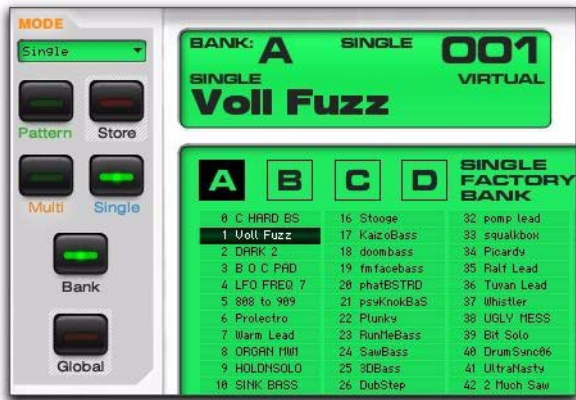 MODE
Single
Pattern
Store
Multi
Single
Bank
Global
BANK: A SINGLE 001
SINGLE VIRTUAL
Voll Fuzz
A B C D SINGLE FACTORY BANK
0 C HARD BS 16 Stooge 32 pomp lead
1 Voll Fuzz 17 KaizoBass 33 squalkbox
2 DARK 2 18 doombass 34 Picardy
3 B O C PAD 19 fmfacebass 35 Ralf Lead
4 LFO FREQ 7 20 phatBSTRD 36 Tuvan Lead
5 808 to 909 21 psyKnokBaS 37 Whistler
6 Prolectro 22 Plunky 38 UGLY MESS
7 Warm Lead 23 RunMeBass 39 Bit Solo
8 ORGAN MW1 24 SawBass 40 DrumSync06
9 HOLDNSOLO 25 3DBass 41 UltraNasty
10 SINK BASS 26 DubStep 42 2 Much Saw